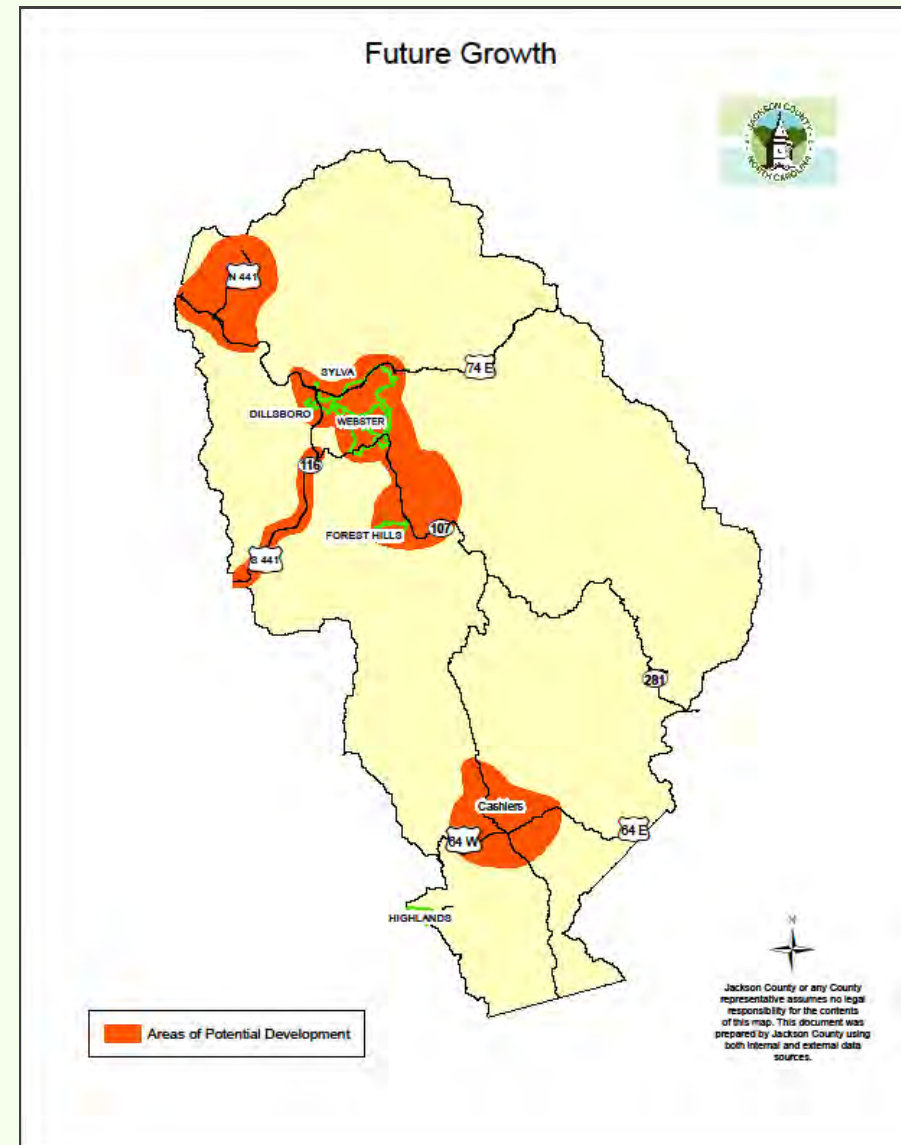 Future Growth
JACKSON COUNTY
NORTH CAROLINA
N 441
SYLVA
74 E
DILLSBORO
WEBSTER
116
FOREST HILLS
107
S 441
281
Cashiers
64 W
64 E
HIGHLANDS
N
Jackson County or any County
representative assumes no legal
responsibility for the contents
of this map. This document was
prepared by Jackson County using
both internal and external data
sources.
Areas of Potential Development